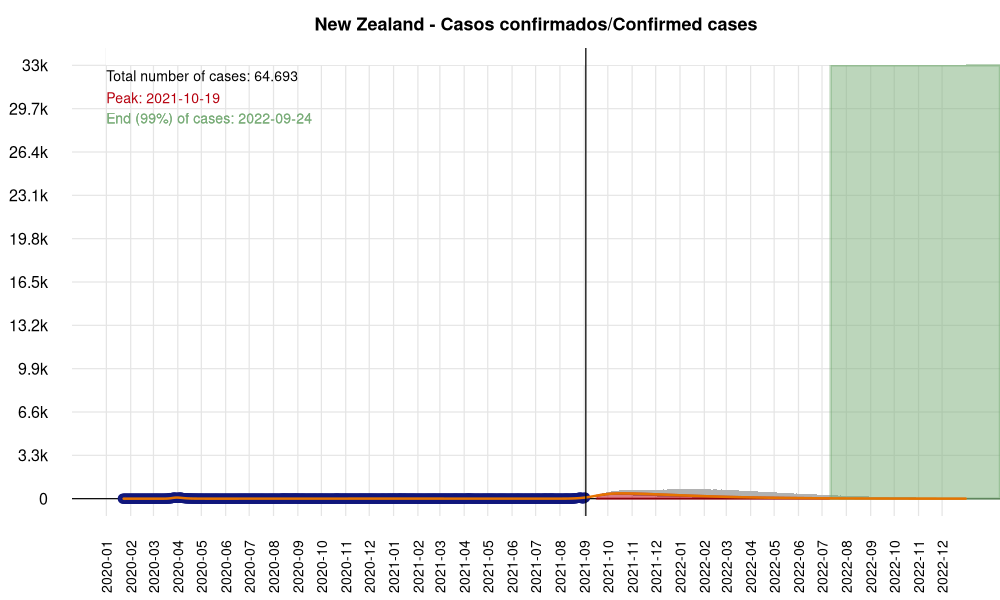 New Zealand - Casos confirmados/Confirmed cases
33k
Total number of cases: 64.693
Peak: 2021-10-19
29.7k
End (99%) of cases: 2022-09-24
26.4k
23.1k
19.8k
16.5k
13.2k
9.9k
6.6k
3.3k
0
2020-01
2020-02
2020-03
2020-04
2020-05
2020-06
2020-07
2020-08
2020-09
2020-10
2020-11
2020-12
2021-01
2021-02
2021-03
2021-04
2021-05
2021-06
2021-07
2021-08
2021-09
2021-10
2021-11
2021-12
2022-01
2022-02
2022-03
2022-04
2022-05
2022-06
2022-07
2022-08
2022-09
2022-10
2022-11
2022-12